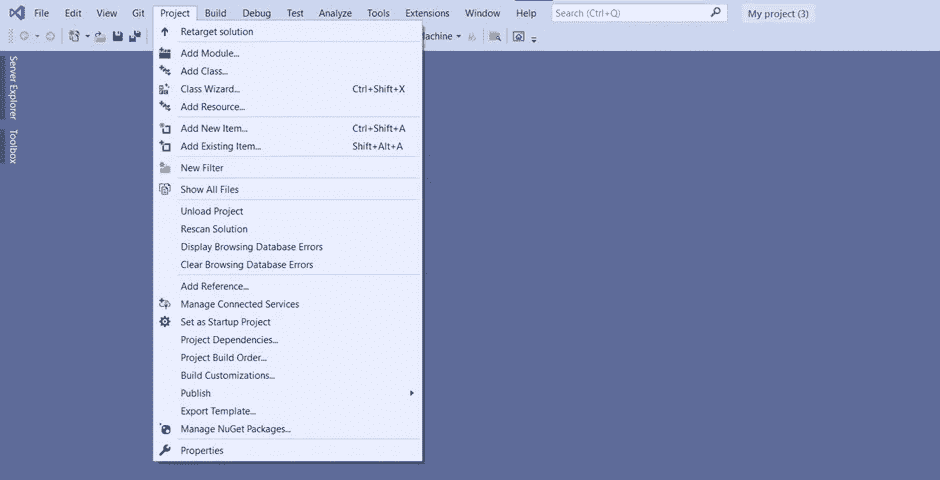 File Edit View Git Project Build Debug Test Analyze Tools Extensions Window Help Search (Ctrl+Q) My project (3)
Retarget solution
Add Module...
Add Class...
Class Wizard... Ctrl+Shift+X
Add Resource...
Add New Item... Ctrl+Shift+A
Add Existing Item... Shift+Alt+A
New Filter
Show All Files
Unload Project
Rescan Solution
Display Browsing Database Errors
Clear Browsing Database Errors
Add Reference...
Manage Connected Services
Set as Startup Project
Project Dependencies...
Project Build Order...
Build Customizations...
Publish
Export Template...
Manage NuGet Packages...
Properties
Server Explorer
Toolbox